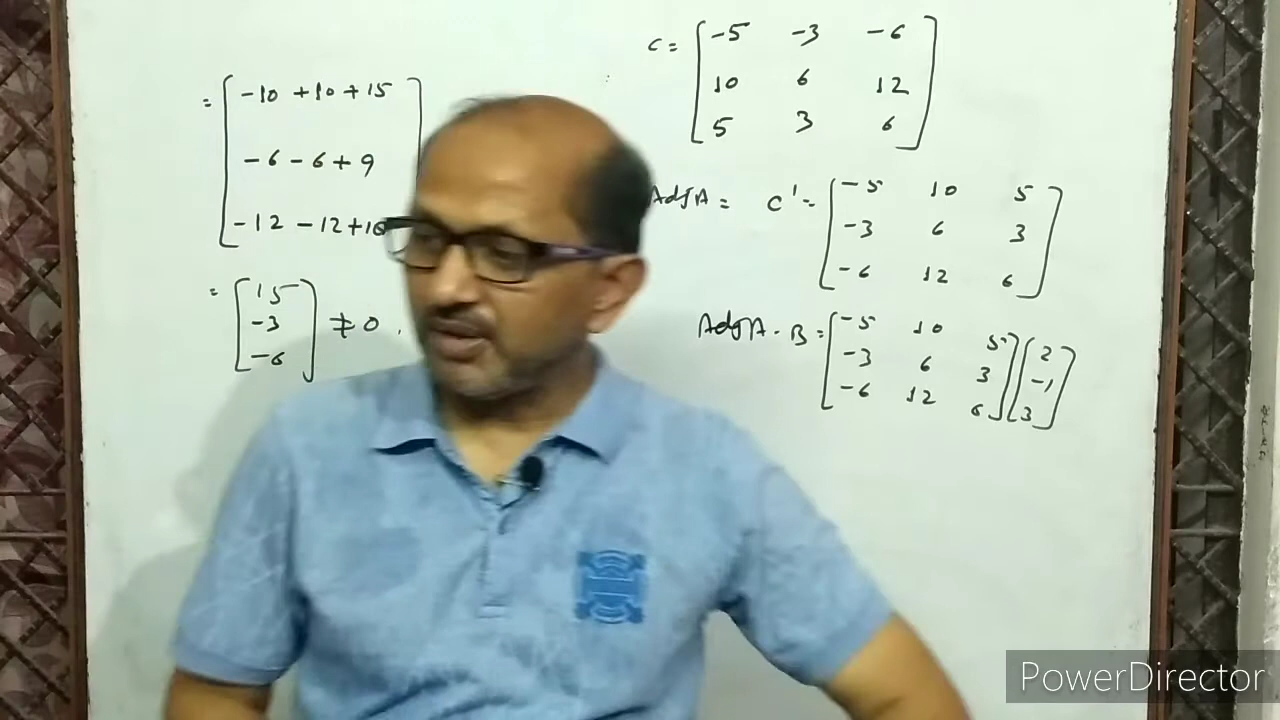 = [ -10 +10 + 15
-6 - 6 + 9
-12 - 12 + 18 ]
= [ 15
-3
-6 ] ≠ 0 .
C = [ -5 -3 -6
10 6 12
5 3 6 ]
AdjA = C' = [ -5 10 5
-3 6 3
-6 12 6 ]
AdjA . B = [ -5 10 5
-3 6 3
-6 12 6 ] [ 2
-1
3 ]
PowerDirector